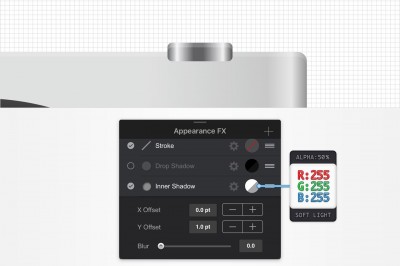 Appearance FX
Stroke
Drop Shadow
Inner Shadow
X Offset 0.0 pt
Y Offset 1.0 pt
Blur 0.0
ALPHA:50%
R:255
G:255
B:255
SOFT LIGHT